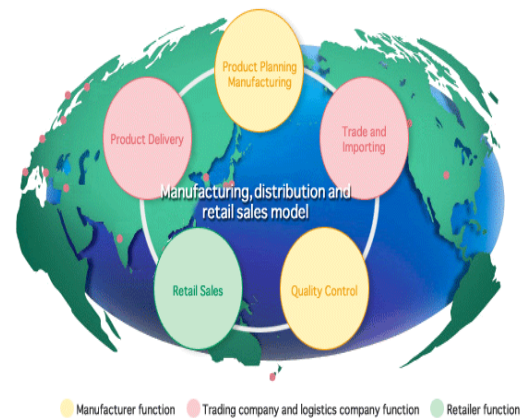 Product Planning
Manufacturing
Product Delivery
Trade and
Importing
Manufacturing, distribution and
retail sales model
Retail Sales
Quality Control
Manufacturer function
Trading company and logistics company function
Retailer function